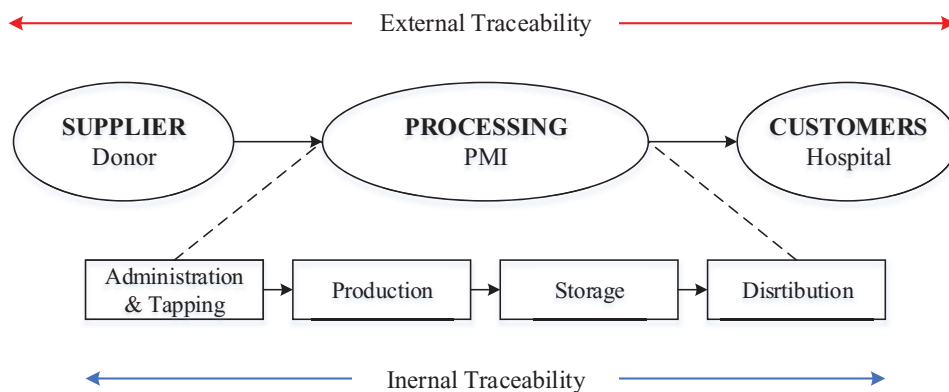 External Traceability
SUPPLIER
Donor
PROCESSING
PMI
CUSTOMERS
Hospital
Administration
& Tapping
Production
Storage
Disrtibution
Inernal Traceability